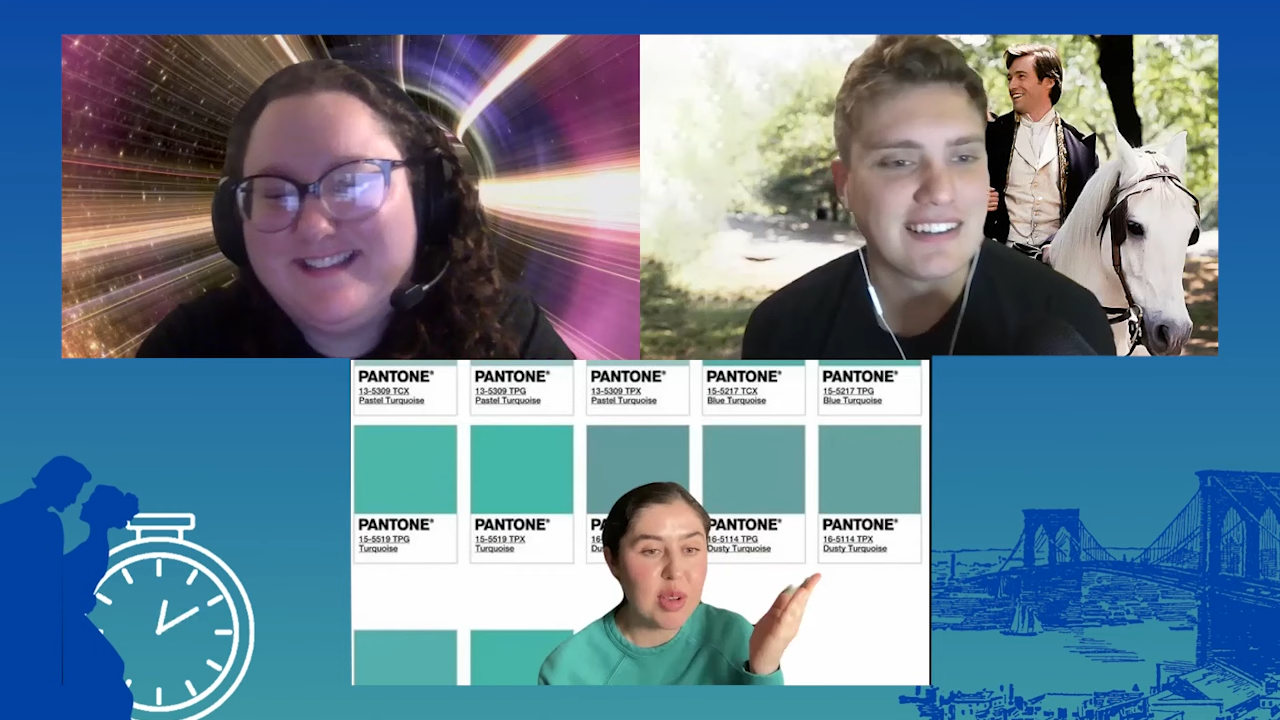 PANTONE®
13-5309 TCX
Pastel Turquoise
PANTONE®
13-5309 TPG
Pastel Turquoise
PANTONE®
13-5309 TPX
Pastel Turquoise
PANTONE®
15-5217 TCX
Blue Turquoise
PANTONE®
15-5217 TPG
Blue Turquoise
PANTONE®
15-5519 TPG
Turquoise
PANTONE®
15-5519 TPX
Turquoise
PANTONE®
16-5114 TPG
Dusty Turquoise
PANTONE®
16-5114 TPX
Dusty Turquoise